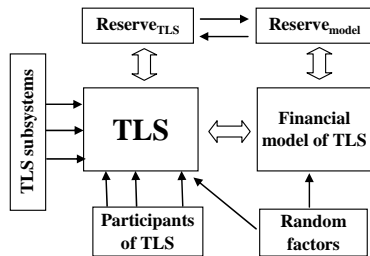 Reserve_TLS
Reserve_model
TLS subsystems
TLS
Financial
model of TLS
Participants
of TLS
Random
factors